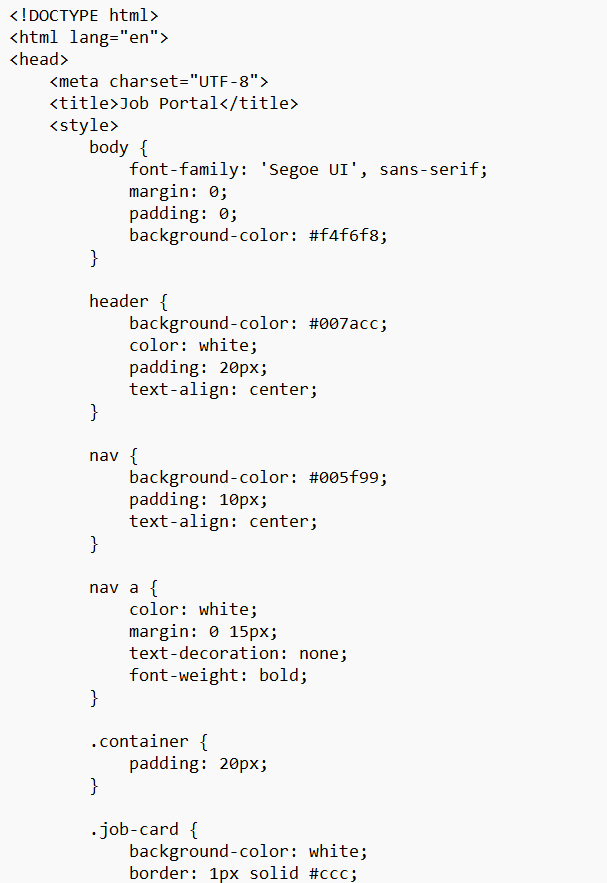 <!DOCTYPE html>
<html lang="en">
<head>
    <meta charset="UTF-8">
    <title>Job Portal</title>
    <style>
        body {
            font-family: 'Segoe UI', sans-serif;
            margin: 0;
            padding: 0;
            background-color: #f4f6f8;
        }

        header {
            background-color: #007acc;
            color: white;
            padding: 20px;
            text-align: center;
        }

        nav {
            background-color: #005f99;
            padding: 10px;
            text-align: center;
        }

        nav a {
            color: white;
            margin: 0 15px;
            text-decoration: none;
            font-weight: bold;
        }

        .container {
            padding: 20px;
        }

        .job-card {
            background-color: white;
            border: 1px solid #ccc;